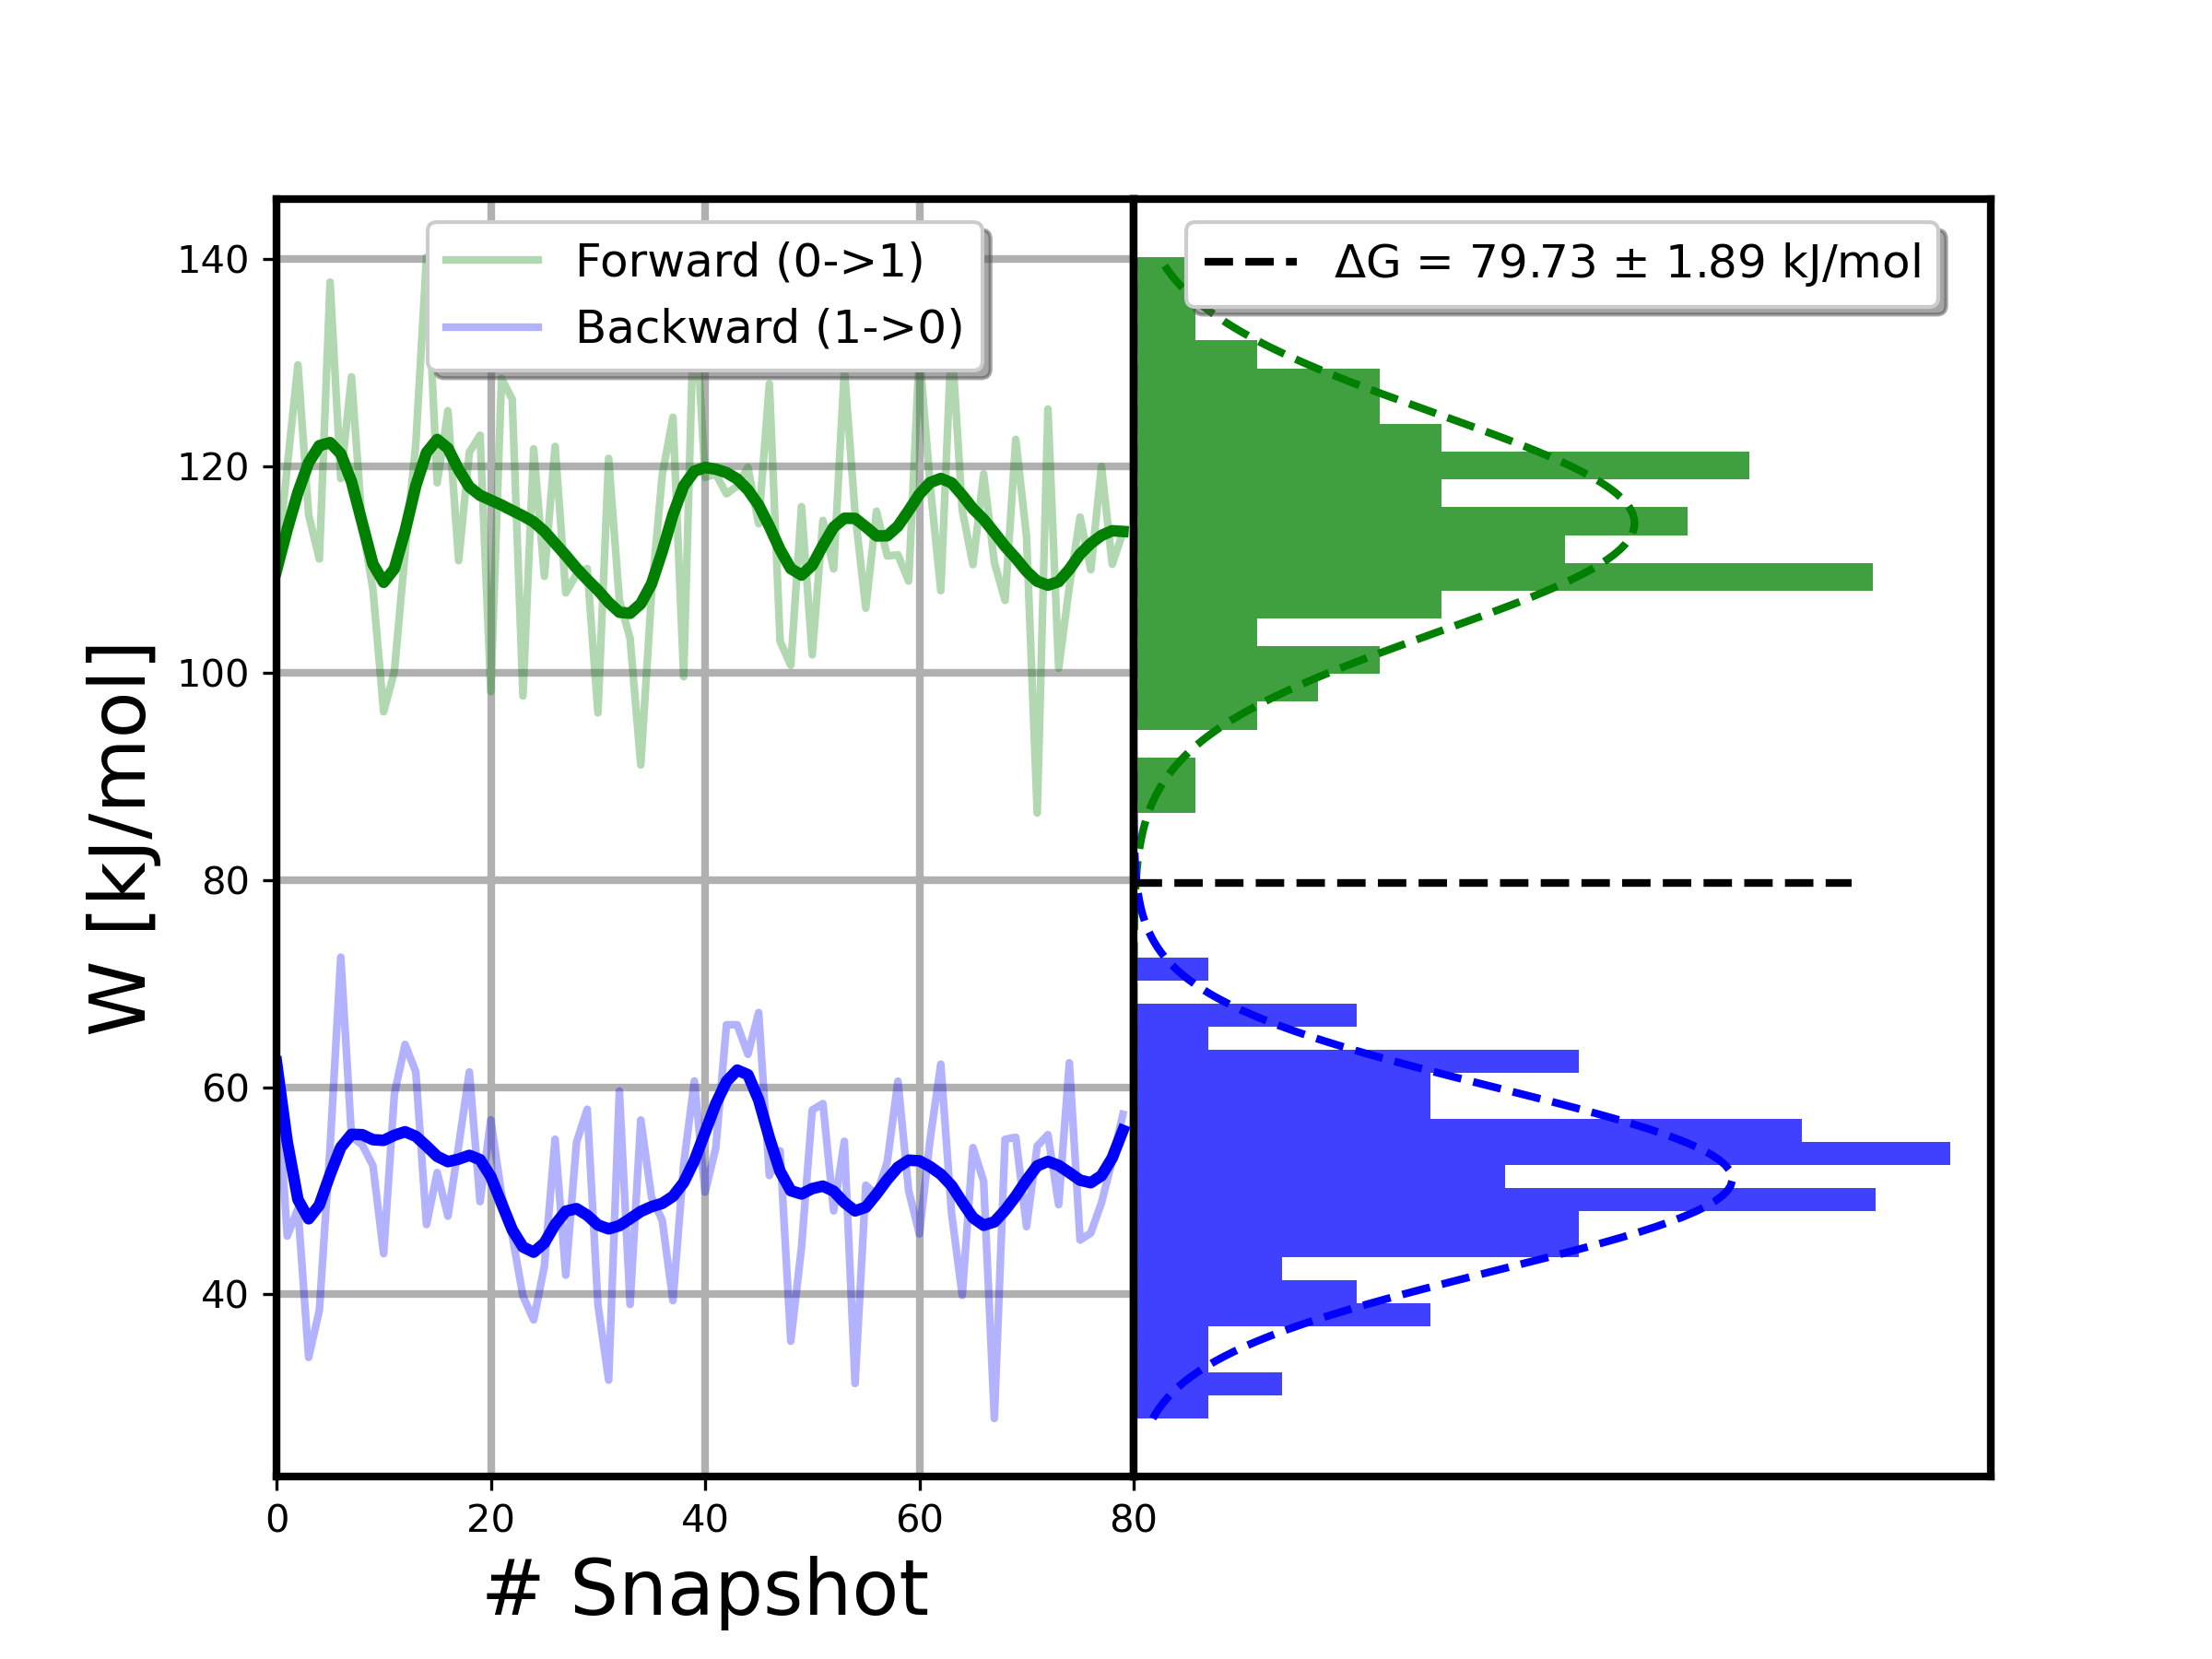 Forward (0->1)
Backward (1->0)
ΔG = 79.73 ± 1.89 kJ/mol
140
120
100
80
60
40
W [kJ/mol]
0 20 40 60 80
# Snapshot